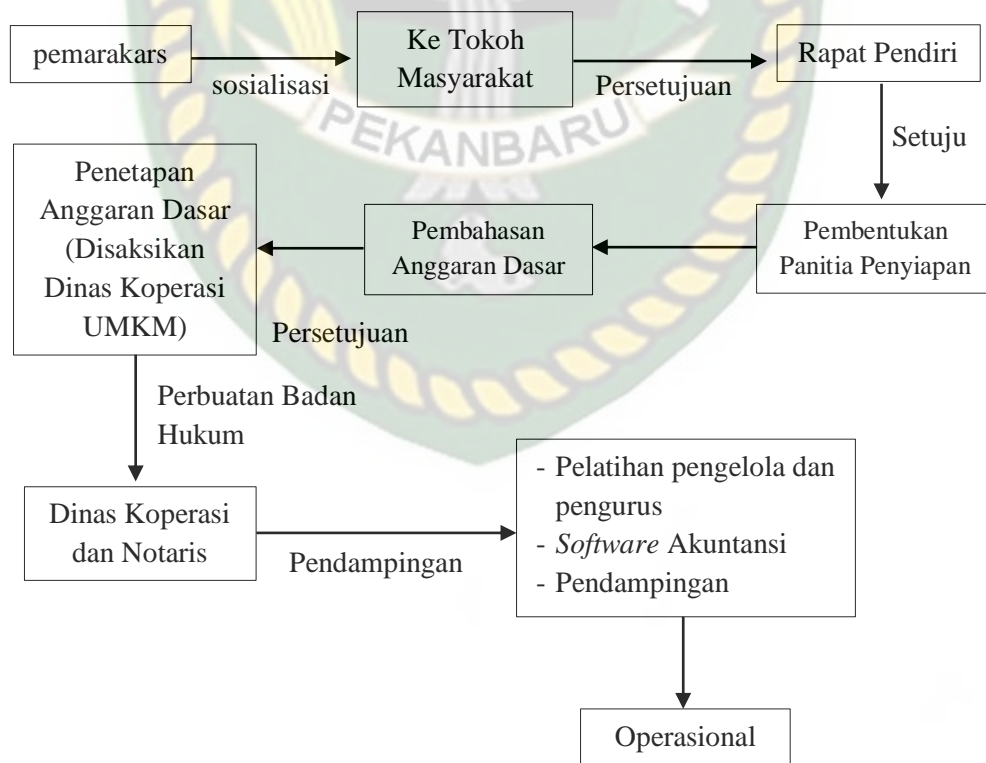 pemarakars
sosialisasi
Ke Tokoh
Masyarakat
Persetujuan
Rapat Pendiri
Setuju
PEKANBARU
Pembentukan
Panitia Penyiapan
Pembahasan
Anggaran Dasar
Penetapan
Anggaran Dasar
(Disaksikan
Dinas Koperasi
UMKM)
Persetujuan
Perbuatan Badan
Hukum
Dinas Koperasi
dan Notaris
Pendampingan
- Pelatihan pengelola dan
pengurus
- Software Akuntansi
- Pendampingan
Operasional